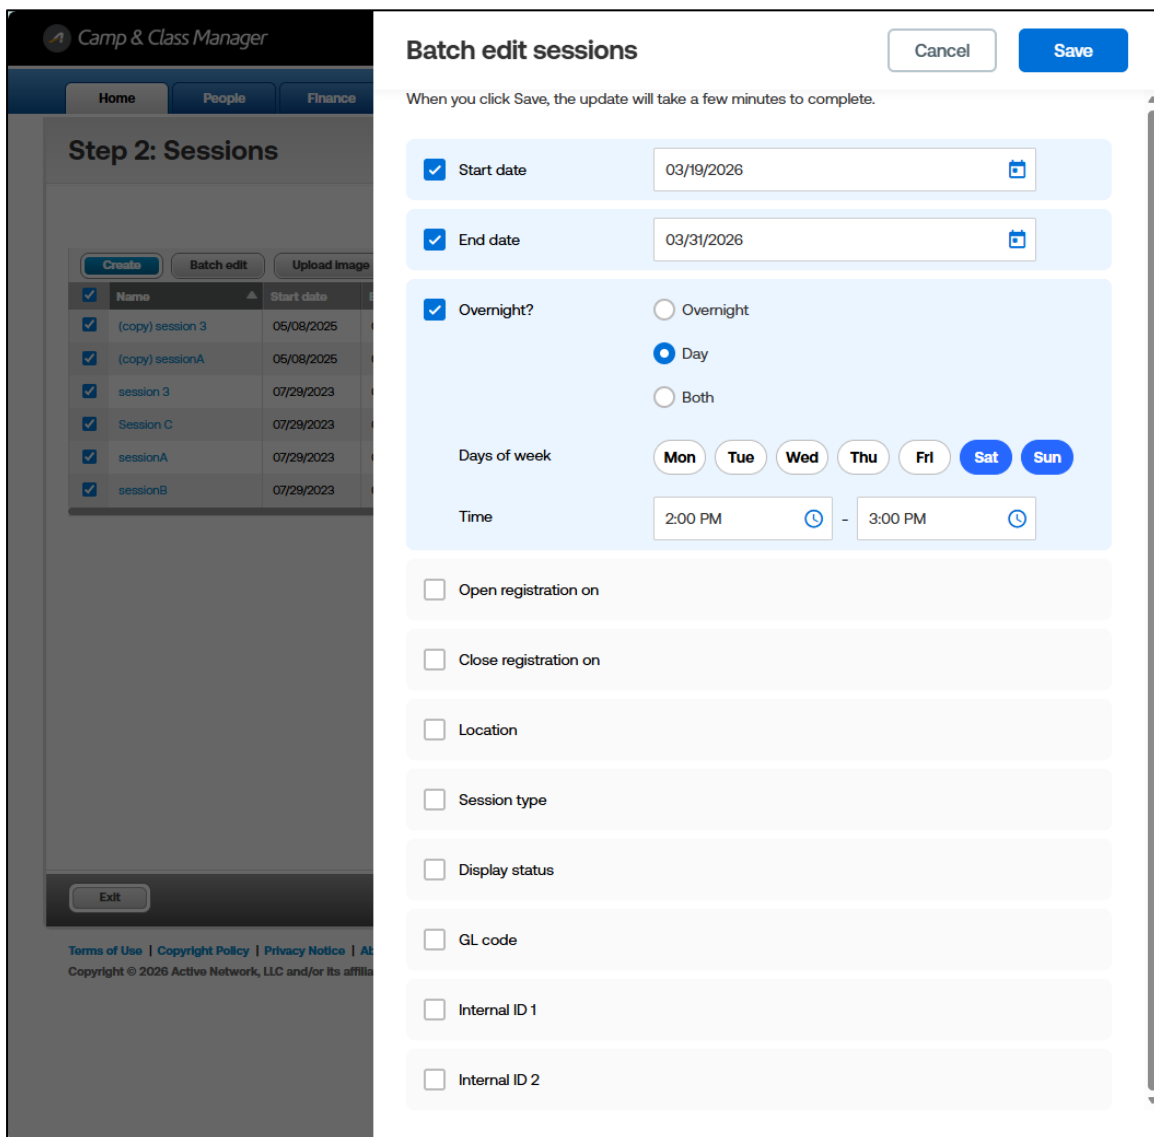 Camp & Class Manager
Home People Finance
Step 2: Sessions
Create Batch edit Upload image
Name Start date
(copy) session 3 05/08/2025
(copy) sessionA 05/08/2025
session 3 07/29/2023
Session C 07/29/2023
sessionA 07/29/2023
sessionB 07/29/2023
Exit
Terms of Use | Copyright Policy | Privacy Notice |
Copyright © 2026 Active Network, LLC and/or its
Batch edit sessions Cancel Save
When you click Save, the update will take a few minutes to complete.
Start date 03/19/2026
End date 03/31/2026
Overnight? Overnight
Day
Both
Days of week Mon Tue Wed Thu Fri Sat Sun
Time 2:00 PM - 3:00 PM
Open registration on
Close registration on
Location
Session type
Display status
GL code
Internal ID 1
Internal ID 2